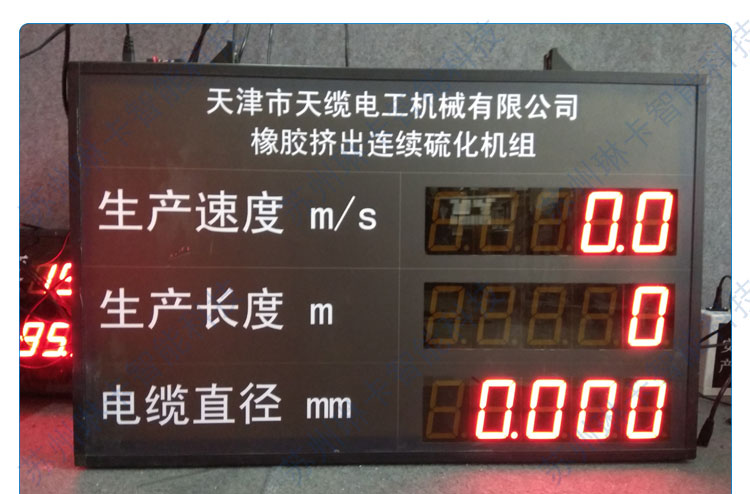 天津市天缆电工机械有限公司
橡胶挤出连续硫化机组
生产速度 m/s 0.0
生产长度 m 0
电缆直径 mm 0.000
95.